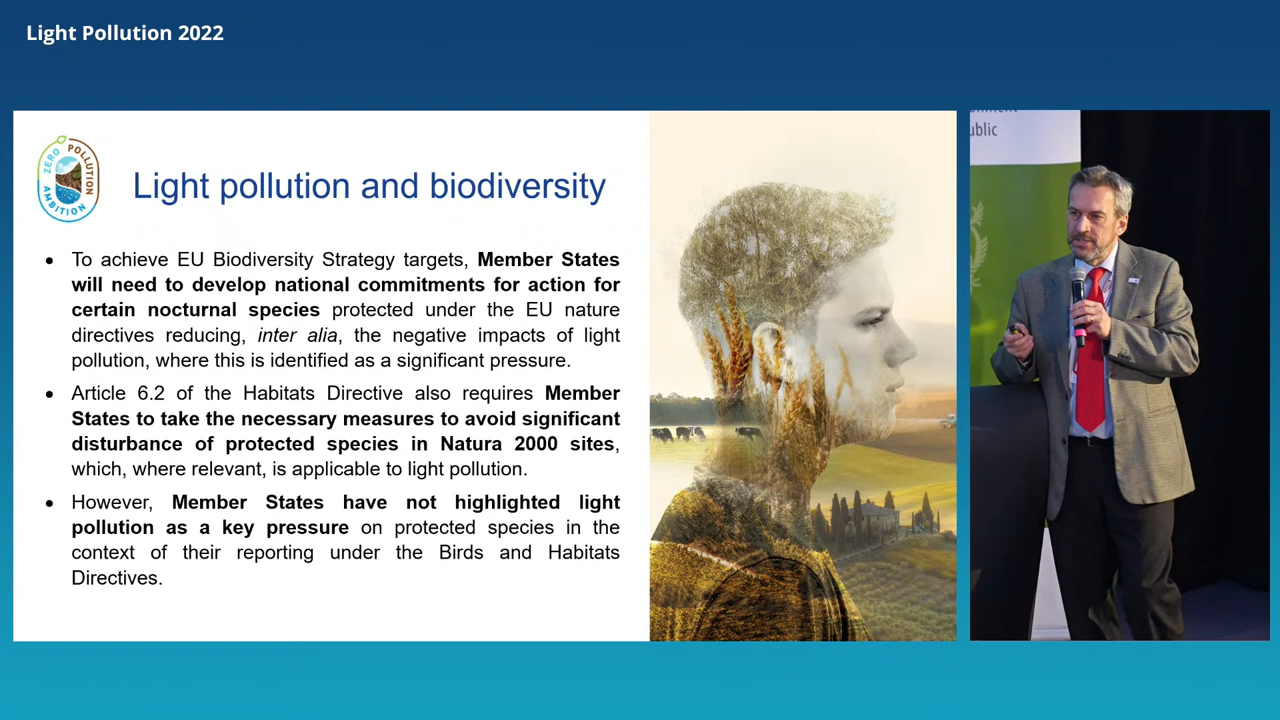 Light Pollution 2022
ZERO POLLUTION AMBITION
Light pollution and biodiversity
• To achieve EU Biodiversity Strategy targets, Member States
will need to develop national commitments for action for
certain nocturnal species protected under the EU nature
directives reducing, inter alia, the negative impacts of light
pollution, where this is identified as a significant pressure.
• Article 6.2 of the Habitats Directive also requires Member
States to take the necessary measures to avoid significant
disturbance of protected species in Natura 2000 sites,
which, where relevant, is applicable to light pollution.
• However, Member States have not highlighted light
pollution as a key pressure on protected species in the
context of their reporting under the Birds and Habitats
Directives.
ublic